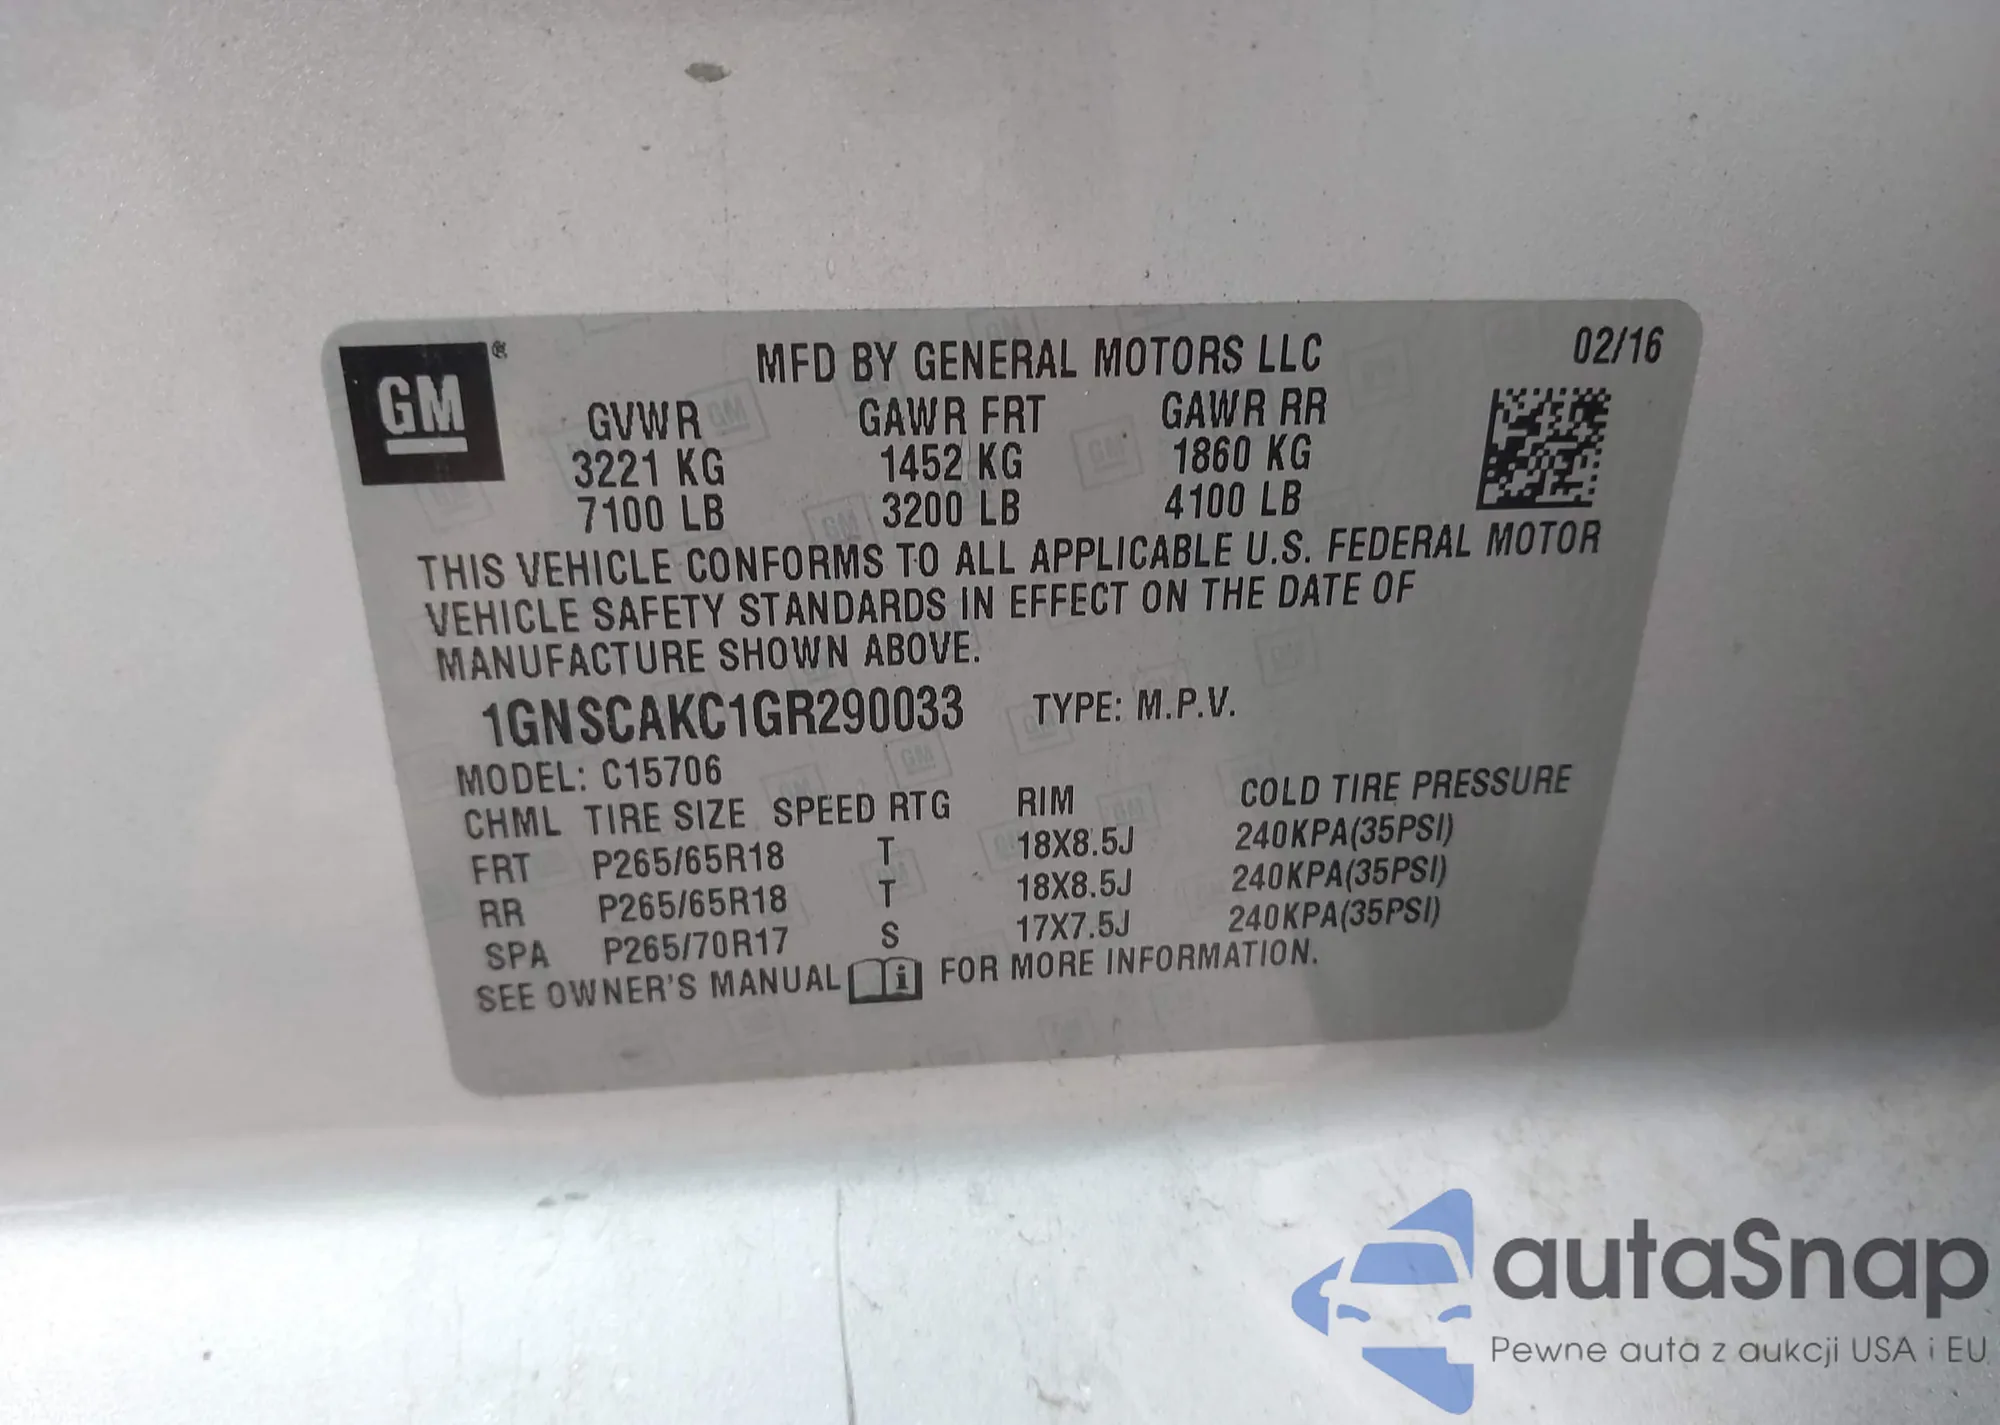 GM®
MFD BY GENERAL MOTORS LLC 02/16
GVWR GAWR FRT GAWR RR
3221 KG 1452 KG 1860 KG
7100 LB 3200 LB 4100 LB
THIS VEHICLE CONFORMS TO ALL APPLICABLE U.S. FEDERAL MOTOR
VEHICLE SAFETY STANDARDS IN EFFECT ON THE DATE OF
MANUFACTURE SHOWN ABOVE.
1GNSCAKC1GR290033 TYPE: M.P.V.
MODEL: C15706
CHML TIRE SIZE SPEED RTG RIM COLD TIRE PRESSURE
FRT P265/65R18 T 18X8.5J 240KPA(35PSI)
RR P265/65R18 T 18X8.5J 240KPA(35PSI)
SPA P265/70R17 S 17X7.5J 240KPA(35PSI)
SEE OWNER'S MANUAL i FOR MORE INFORMATION.
autaSnap
Pewne auta z aukcji USA i EU